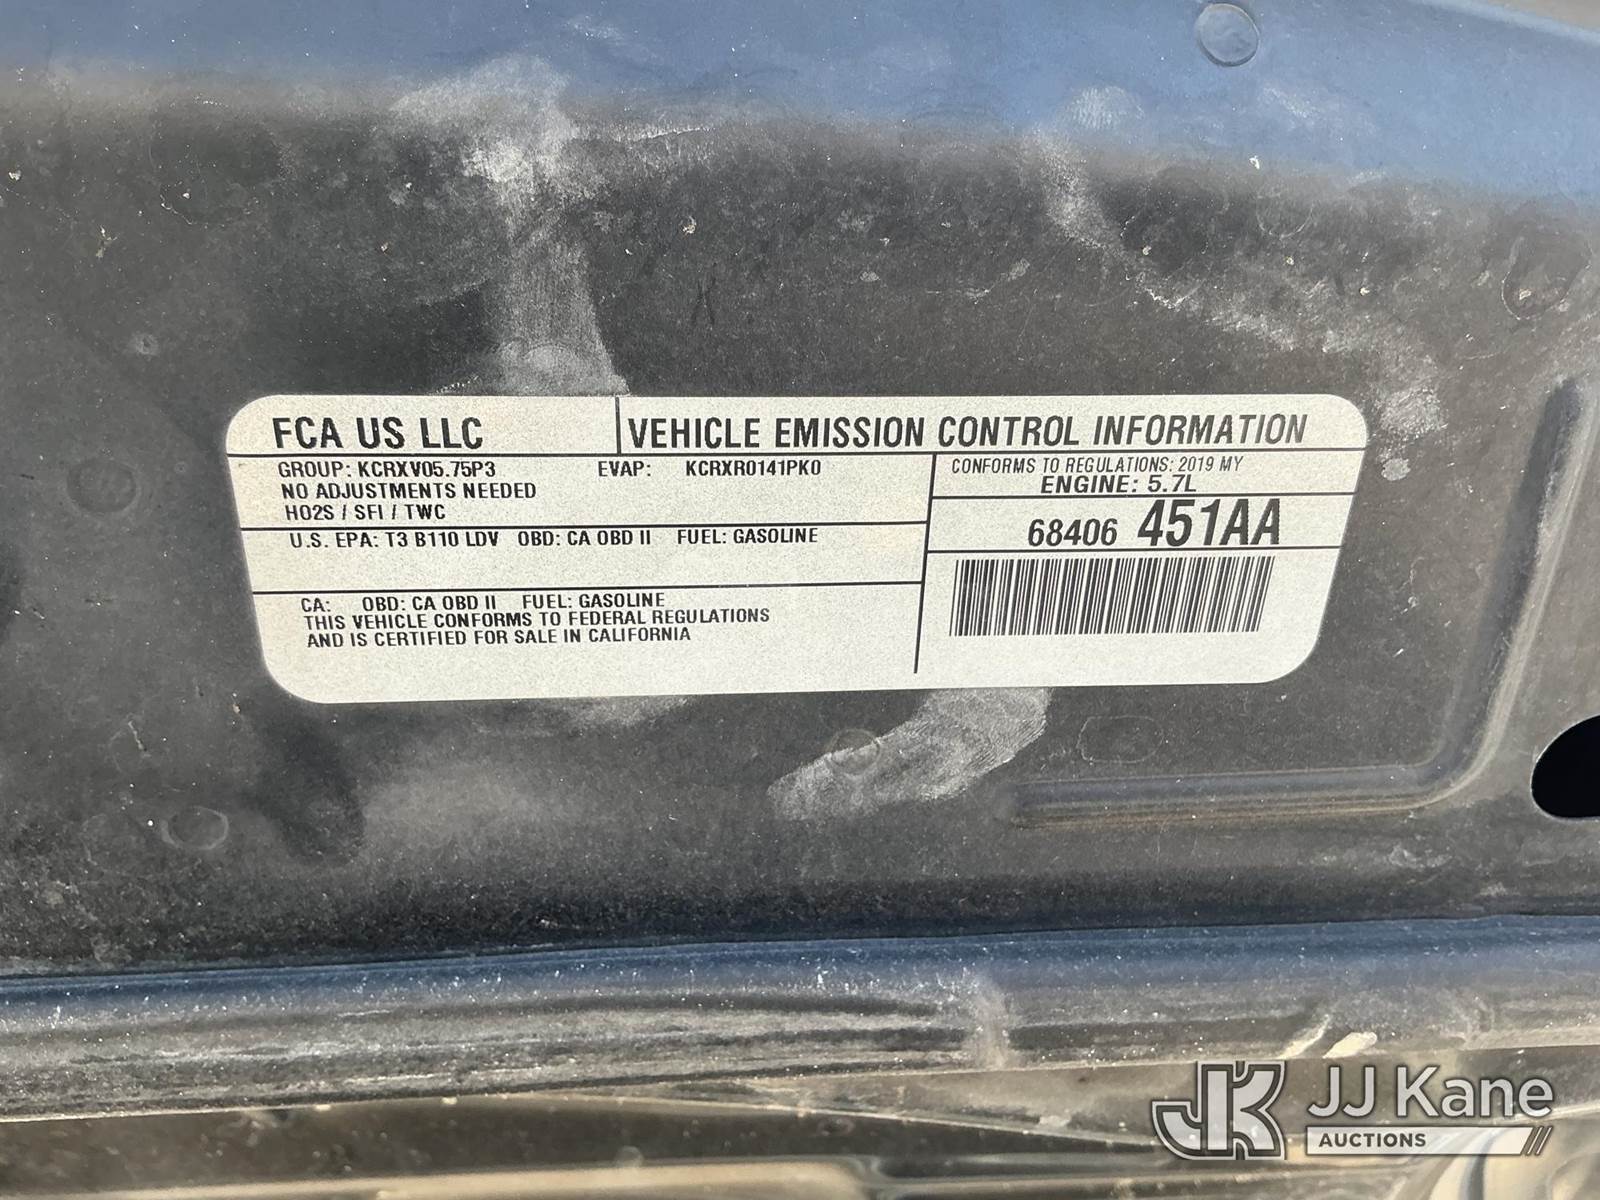 FCA US LLC
VEHICLE EMISSION CONTROL INFORMATION
GROUP: KCRXV05.75P3 EVAP: KCRXR0141PK0
NO ADJUSTMENTS NEEDED
HO2S / SFI / TWC
CONFORMS TO REGULATIONS: 2019 MY
ENGINE: 5.7L
68406 451AA
U.S. EPA: T3 B110 LDV OBD: CA OBD II FUEL: GASOLINE
CA: OBD: CA OBD II FUEL: GASOLINE
THIS VEHICLE CONFORMS TO FEDERAL REGULATIONS
AND IS CERTIFIED FOR SALE IN CALIFORNIA
JK JJ Kane
AUCTIONS